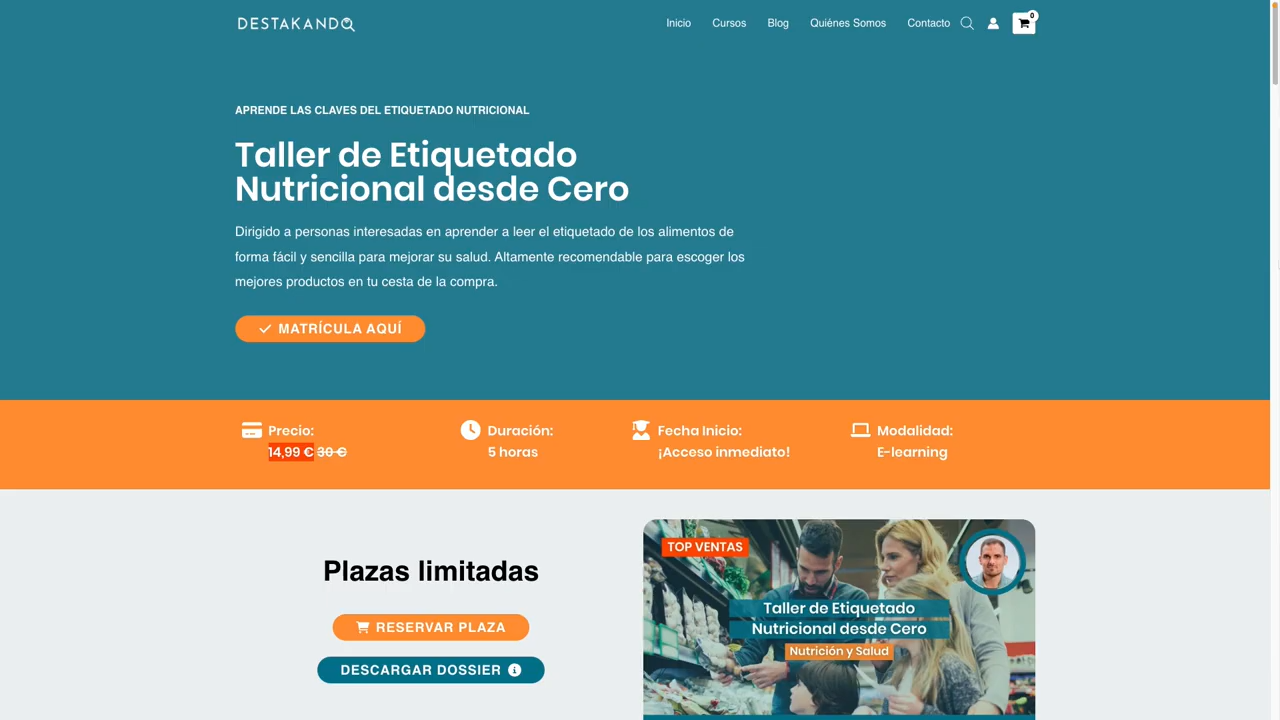 DESTAKANDO
Inicio Cursos Blog Quiénes Somos Contacto 0
APRENDE LAS CLAVES DEL ETIQUETADO NUTRICIONAL
Taller de Etiquetado
Nutricional desde Cero
Dirigido a personas interesadas en aprender a leer el etiquetado de los alimentos de
forma fácil y sencilla para mejorar su salud. Altamente recomendable para escoger los
mejores productos en tu cesta de la compra.
MATRÍCULA AQUÍ
Precio:
14,99 € 30 €
Duración:
5 horas
Fecha Inicio:
¡Acceso inmediato!
Modalidad:
E-learning
Plazas limitadas
RESERVAR PLAZA
DESCARGAR DOSSIER
TOP VENTAS
Taller de Etiquetado
Nutricional desde Cero
Nutrición y Salud